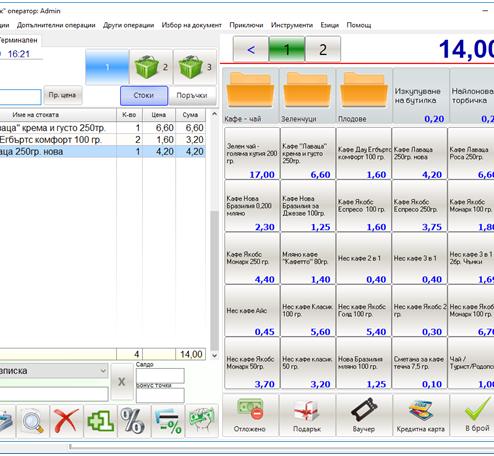 к" оператор: Admin
ции Допълнителни операции Други операции Избор на документ Приключи Инструменти Езици Помощ
Терминален
16:21
1 2 3
Пр. цена Стоки Поръчки
Име на стоката К-во Цена Сума
ваца" крема и густо 250гр. 1 6,60 6,60
Егбъртс комфорт 100 гр. 2 1,60 3,20
ваца 250гр. нова 1 4,20 4,20
4 14,00
Салдо
зписка X
бонус точки
+1 % %
< 1 2 14,00
Кафе - чай Зеленчуци Плодове Изкупуване на бутилка 0,20 Найлонова торбичка 0,2
Зелен чай - голяма купия 200 гр. 17,00
Кафе "Лаваца" крема и густо 250гр. 6,60
Кафе Дау Егбъртс комфорт 100 гр. 1,60
Кафе Лаваца 250гр. нова 4,20
Кафе Лаваца Роса 250гр. 6,60
Кафе Нова Бразилия 0,200 мляно 2,30
Кафе Нова Бразилия за Джезве 100гр. 1,25
Кафе Якобс Еспресо 100 гр. 1,60
Кафе Якобс Еспресо 250гр. 3,75
Кафе Якобс Монарх 100 гр. 1,80
Кафе Якобс Монарх 250 гр. 4,40
Мляно кафе "Кафетто" 80гр. 1,40
Нес кафе 2 в 1 0,40
Нес кафе 3 в 1 0,40
Нес кафе 3 в 1 2бр. Чънки 1,69
Нес кафе Айс 0,45
Нес кафе Класик 100 гр. 5,60
Нес кафе Якобс Голд 100 гр. 5,40
Нес кафе Якобс 2 гр. 0,30
Нес кафе Якобс Монарх 100 гр. 6,70
Нес кафе Якобс Монарх 50гр. 3,70
Нес кафе класик 50 гр. 3,20
Нова Бразилия мляно 100 гр. 1,25
Сметана за кафе течна 7,5 гр. 0,10
Чай / Турист/Родопск 1,00
Отложено Подарък Ваучер Кредитна карта В брой